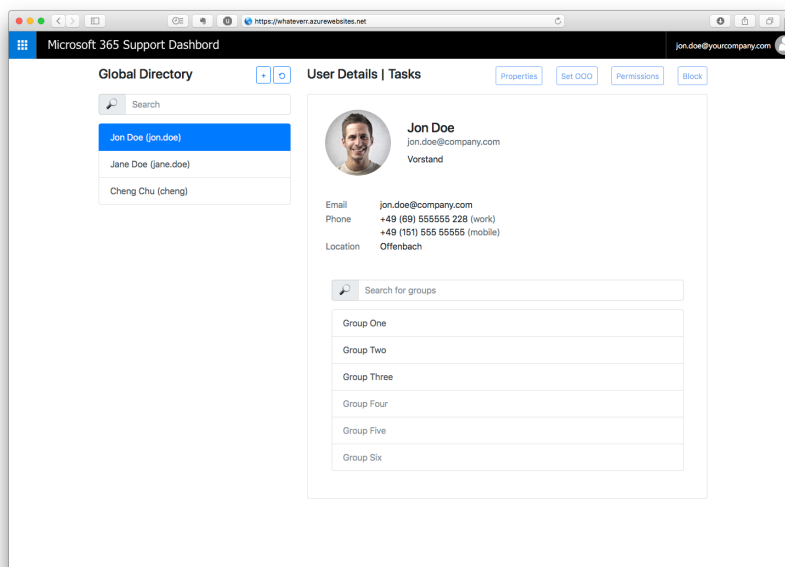 https://whateverr.azurewebsites.net
Microsoft 365 Support Dashbord
jon.doe@yourcompany.com
Global Directory
+
Search
Jon Doe (jon.doe)
Jane Doe (jane.doe)
Cheng Chu (cheng)
User Details | Tasks
Properties
Set OOO
Permissions
Block
Jon Doe
jon.doe@company.com
Vorstand
Email jon.doe@company.com
Phone +49 (69) 555555 228 (work)
+49 (151) 555 55555 (mobile)
Location Offenbach
Search for groups
Group One
Group Two
Group Three
Group Four
Group Five
Group Six